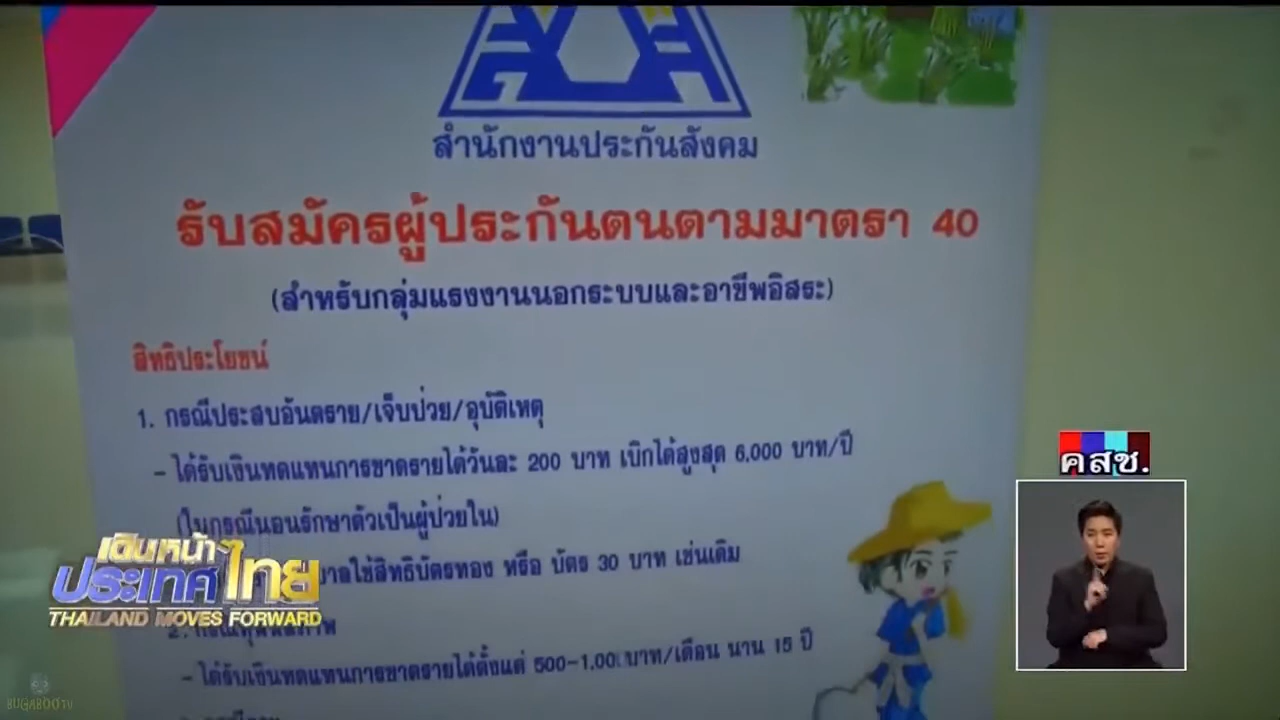 สำนักงานประกันสังคม
รับสมัครผู้ประกันตนตามมาตรา 40
(สำหรับกลุ่มแรงงานนอกระบบและอาชีพอิสระ)
สิทธิประโยชน์
1. กรณีประสบอันตราย/เจ็บป่วย/อุบัติเหตุ
- ได้รับเงินทดแทนการขาดรายได้วันละ 200 บาท เบิกได้สูงสุด 6,000 บาท/ปี
(ในกรณีนอนรักษาตัวเป็นผู้ป่วยใน)
ใช้สิทธิบัตรทอง หรือ บัตร 30 บาท เช่นเดิม
2. กรณีทุพพลภาพ
- ได้รับเงินทดแทนการขาดรายได้ตั้งแต่ 500-1,00 บาท/เดือน นาน 15 ปี
คสช.
เดินหน้า
ประเทศไทย
THAILAND MOVES FORWARD
BUGABOO TV